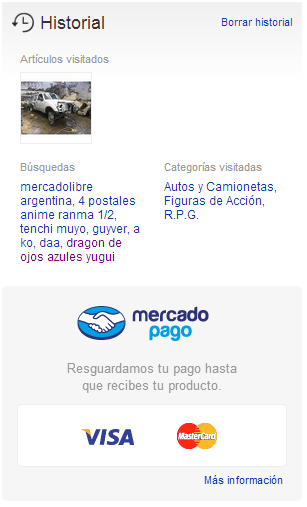 Historial
Borrar historial
Artículos visitados
Búsquedas
mercadolibre
argentina, 4 postales
anime ranma 1/2,
tenchi muyo, guyver, a
ko, daa, dragon de
ojos azules yugui
Categorías visitadas
Autos y Camionetas,
Figuras de Acción,
R.P.G.
mercado
pago
Resguardamos tu pago hasta
que recibes tu producto.
VISA
MasterCard
Más información